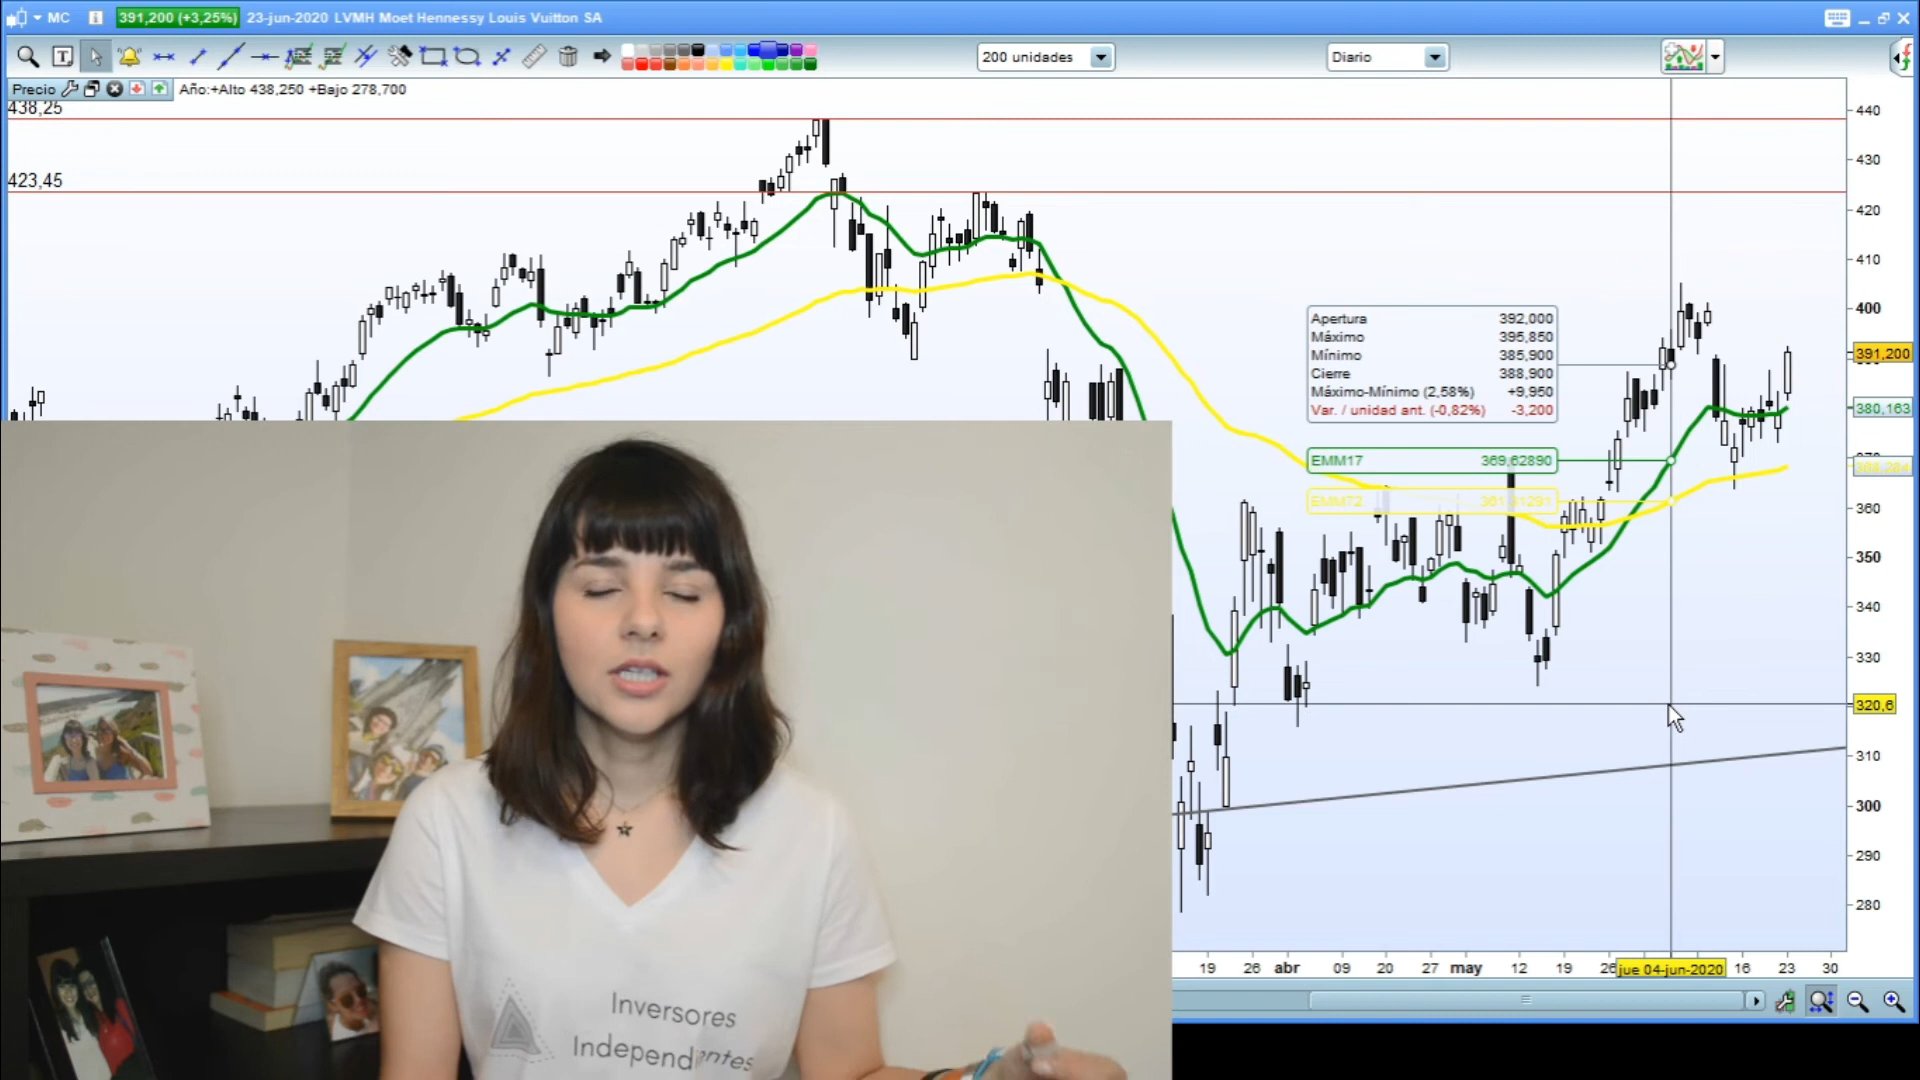 MC
391,200 (+3,25%)
23-jun-2020 LVMH Moet Hennessy Louis Vuitton SA
200 unidades
Diario
Precio
Año:+Alto 438,250 +Bajo 278,700
438,25
423,45
440
430
420
410
400
391,200
380,163
360
350
340
330
320,6
310
300
290
280
Apertura 392,000
Máximo 395,850
Mínimo 385,900
Cierre 388,900
Máximo-Mínimo (2,58%) +9,950
Var. / unidad ant. (-0,82%) -3,200
EMM17 369,62890
EMM72
19 26 abr 09 20 27 may 12 19 jue 04-jun-2020 16 23 30
Inversores
Independientes